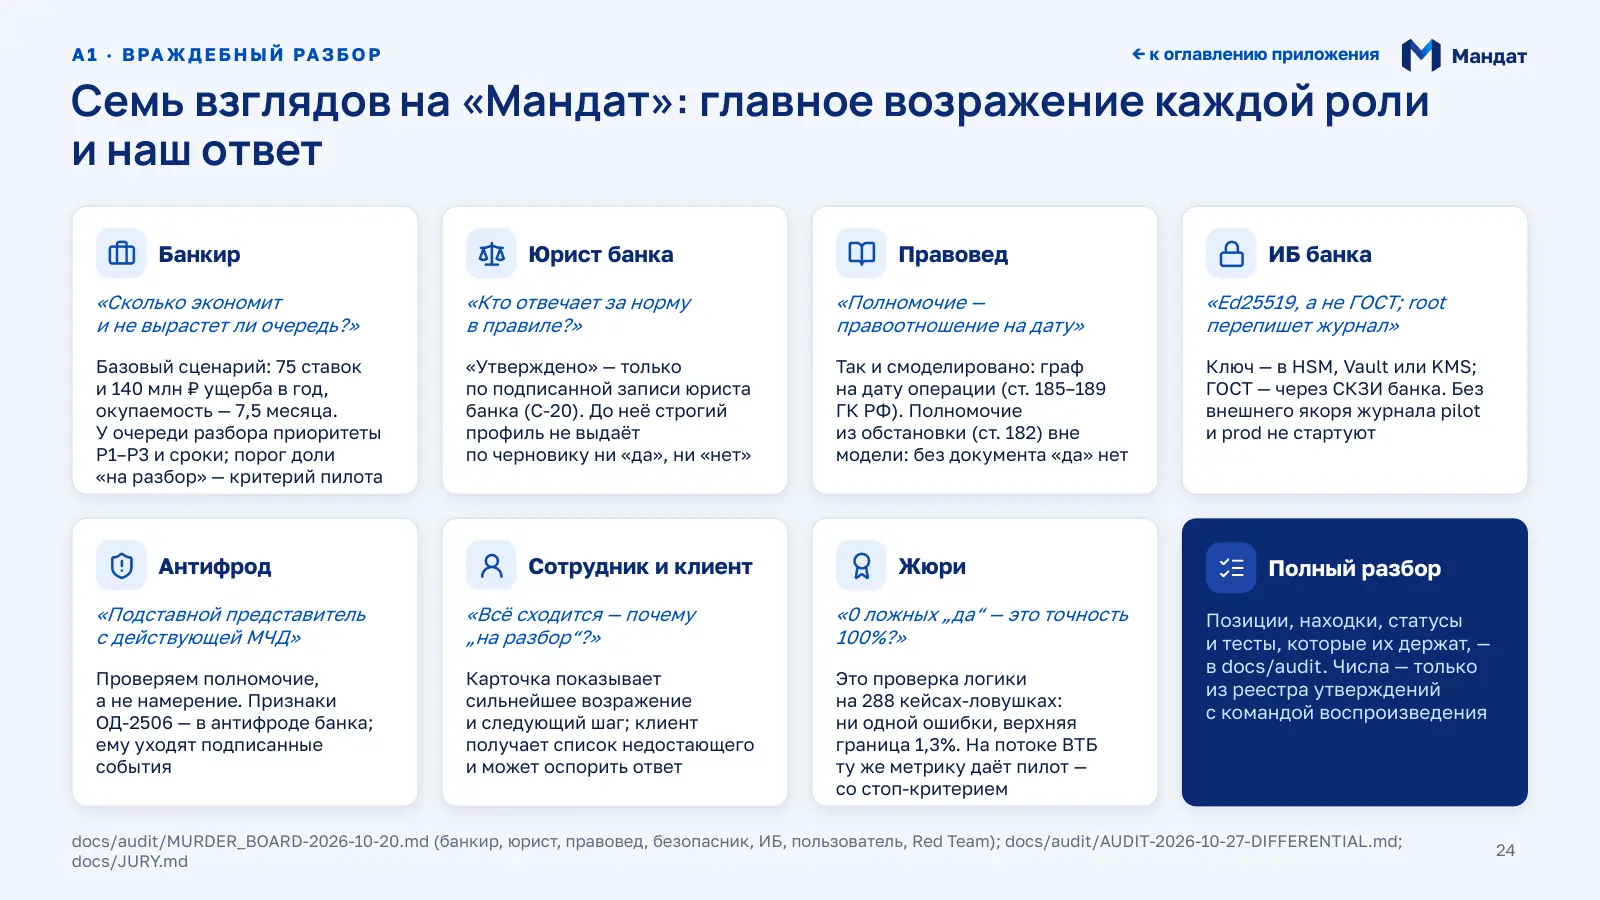 А1 · ВРАЖДЕБНЫЙ РАЗБОР
← к оглавлению приложения
Мандат
Семь взглядов на «Мандат»: главное возражение каждой роли
и наш ответ
Банкир
«Сколько экономит
и не вырастет ли очередь?»
Базовый сценарий: 75 ставок
и 140 млн ₽ ущерба в год,
окупаемость — 7,5 месяца.
У очереди разбора приоритеты
P1–P3 и сроки; порог доли
«на разбор» — критерий пилота
Юрист банка
«Кто отвечает за норму
в правиле?»
«Утверждено» — только
по подписанной записи юриста
банка (С-20). До неё строгий
профиль не выдаёт
по черновику ни «да», ни «нет»
Правовед
«Полномочие —
правоотношение на дату»
Так и смоделировано: граф
на дату операции (ст. 185–189
ГК РФ). Полномочие
из обстановки (ст. 182) вне
модели: без документа «да» нет
ИБ банка
«Ed25519, а не ГОСТ; root
перепишет журнал»
Ключ — в HSM, Vault или KMS;
ГОСТ — через СКЗИ банка. Без
внешнего якоря журнала pilot
и prod не стартуют
Антифрод
«Подставной представитель
с действующей МЧД»
Проверяем полномочие,
а не намерение. Признаки
ОД-2506 — в антифроде банка;
ему уходят подписанные
события
Сотрудник и клиент
«Всё сходится — почему
„на разбор“?»
Карточка показывает
сильнейшее возражение
и следующий шаг; клиент
получает список недостающего
и может оспорить ответ
Жюри
«0 ложных „да“ — это точность
100%?»
Это проверка логики
на 288 кейсах-ловушках:
ни одной ошибки, верхняя
граница 1,3%. На потоке ВТБ
ту же метрику даёт пилот —
со стоп-критерием
Полный разбор
Позиции, находки, статусы
и тесты, которые их держат, —
в docs/audit. Числа — только
из реестра утверждений
с командой воспроизведения
docs/audit/MURDER_BOARD-2026-10-20.md (банкир, юрист, правовед, безопасник, ИБ, пользователь, Red Team); docs/audit/AUDIT-2026-10-27-DIFFERENTIAL.md;
docs/JURY.md
24